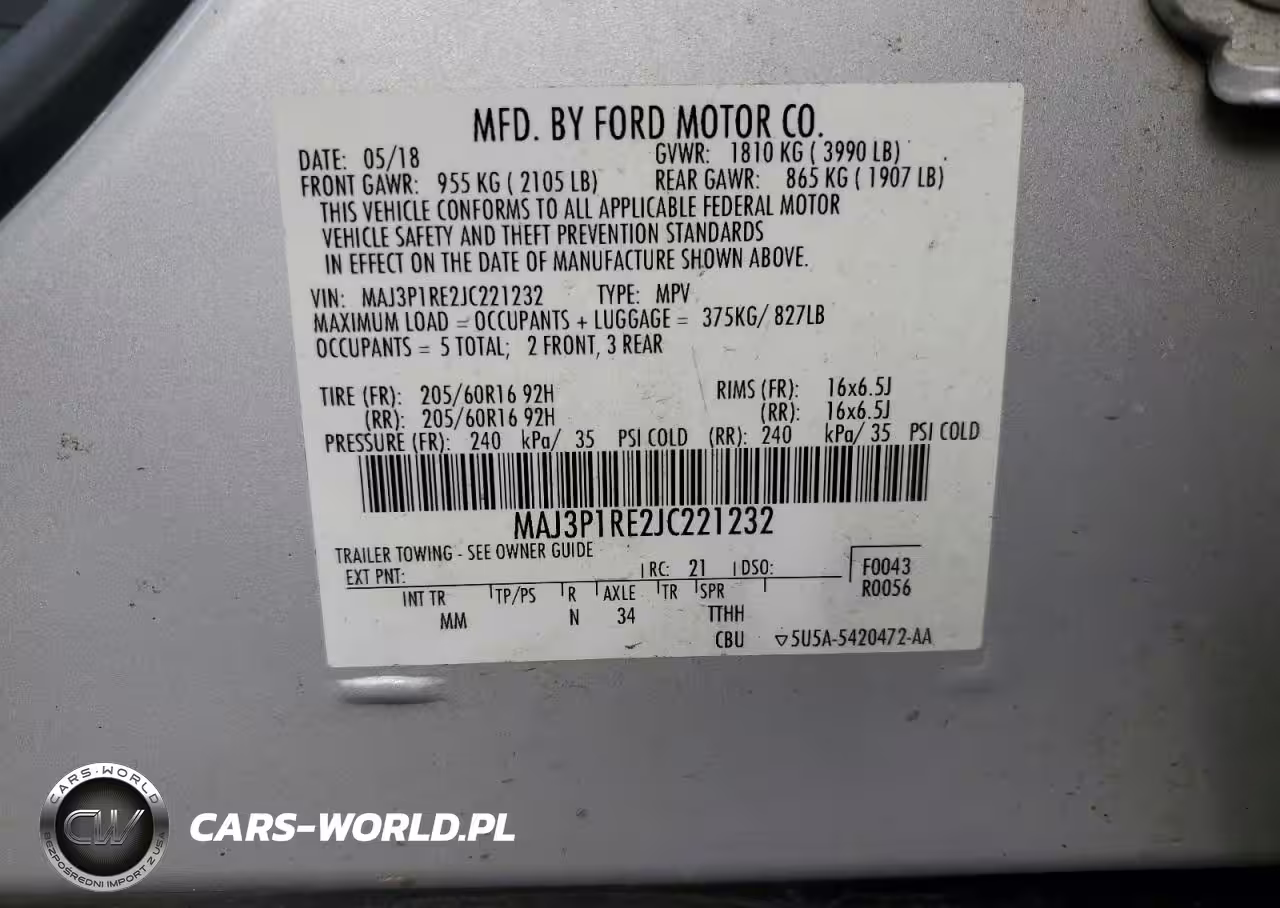 MFD. BY FORD MOTOR CO.
DATE: 05/18 GVWR: 1810 KG ( 3990 LB)
FRONT GAWR: 955 KG ( 2105 LB) REAR GAWR: 865 KG ( 1907 LB)
THIS VEHICLE CONFORMS TO ALL APPLICABLE FEDERAL MOTOR
VEHICLE SAFETY AND THEFT PREVENTION STANDARDS
IN EFFECT ON THE DATE OF MANUFACTURE SHOWN ABOVE.
VIN: MAJ3P1RE2JC221232 TYPE: MPV
MAXIMUM LOAD = OCCUPANTS + LUGGAGE = 375KG/ 827LB
OCCUPANTS = 5 TOTAL; 2 FRONT, 3 REAR
TIRE (FR): 205/60R16 92H RIMS (FR): 16x6.5J
(RR): 205/60R16 92H (RR): 16x6.5J
PRESSURE (FR): 240 kPa/ 35 PSI COLD (RR): 240 kPa/ 35 PSI COLD
MAJ3P1RE2JC221232
TRAILER TOWING - SEE OWNER GUIDE
EXT PNT: RC: 21 DSO: F0043
R0056
INT TR TP/PS R AXLE TR SPR
MM N 34 TTHH
CBU ▽5U5A-5420472-AA
CARS-WORLD
CW
BEZPOŚREDNI IMPORT Z USA
CARS-WORLD.PL